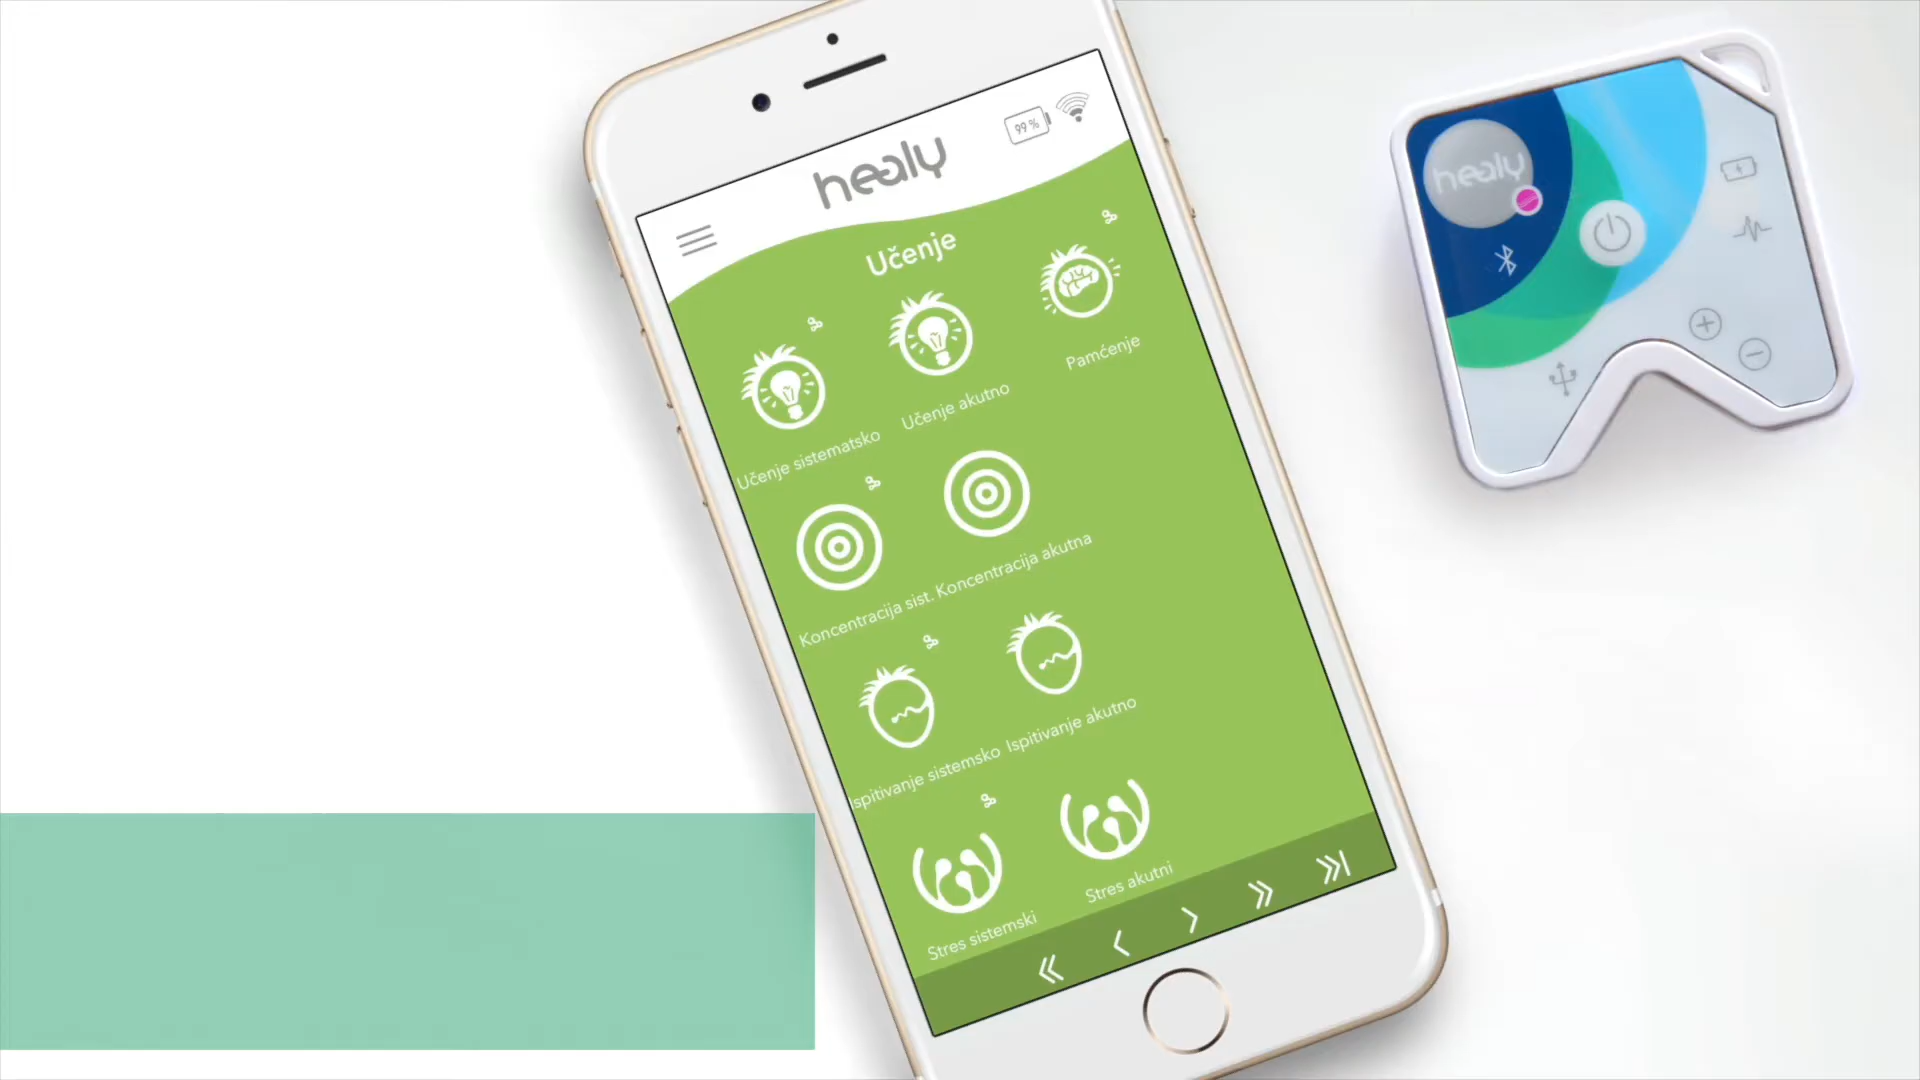 99 %
healy
Učenje
Učenje sistematsko
Učenje akutno
Pamćenje
Koncentracija sist.
Koncentracija akutna
spitivanje sistemsko
Ispitivanje akutno
Stres sistemski
Stres akutni
healy